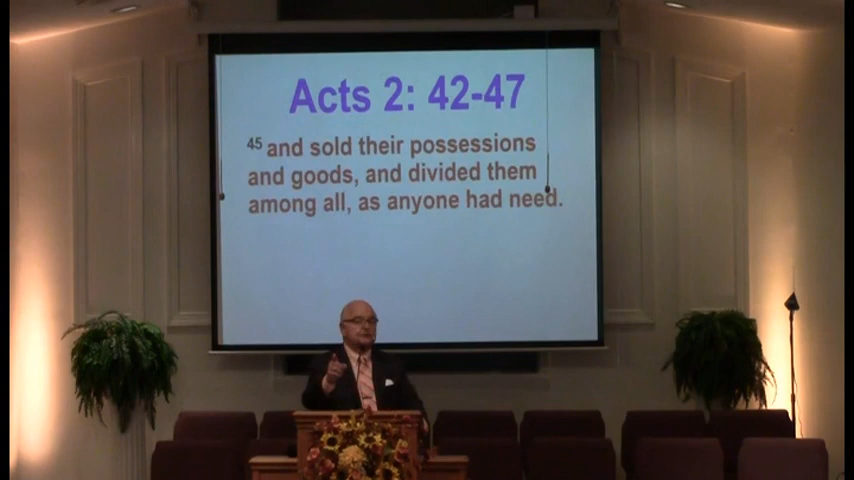 Acts 2: 42-47
45 and sold their possessions
and goods, and divided them
among all, as anyone had need.